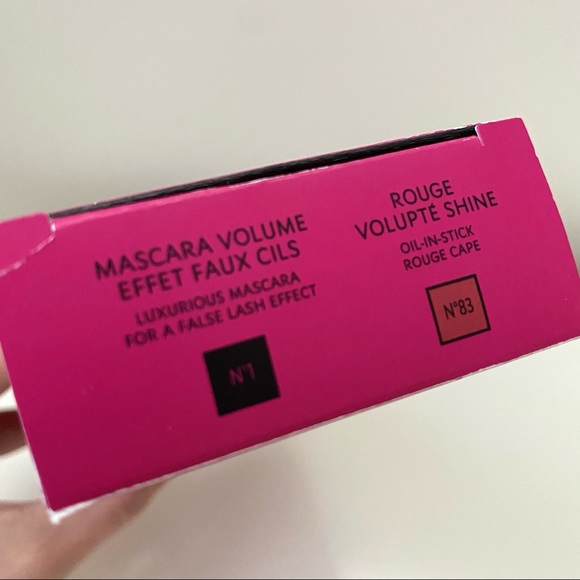 MASCARA VOLUME
EFFET FAUX CILS
LUXURIOUS MASCARA
FOR A FALSE LASH EFFECT
N°1
ROUGE
VOLUPTÉ SHINE
OIL-IN-STICK
ROUGE CAPE
N°83